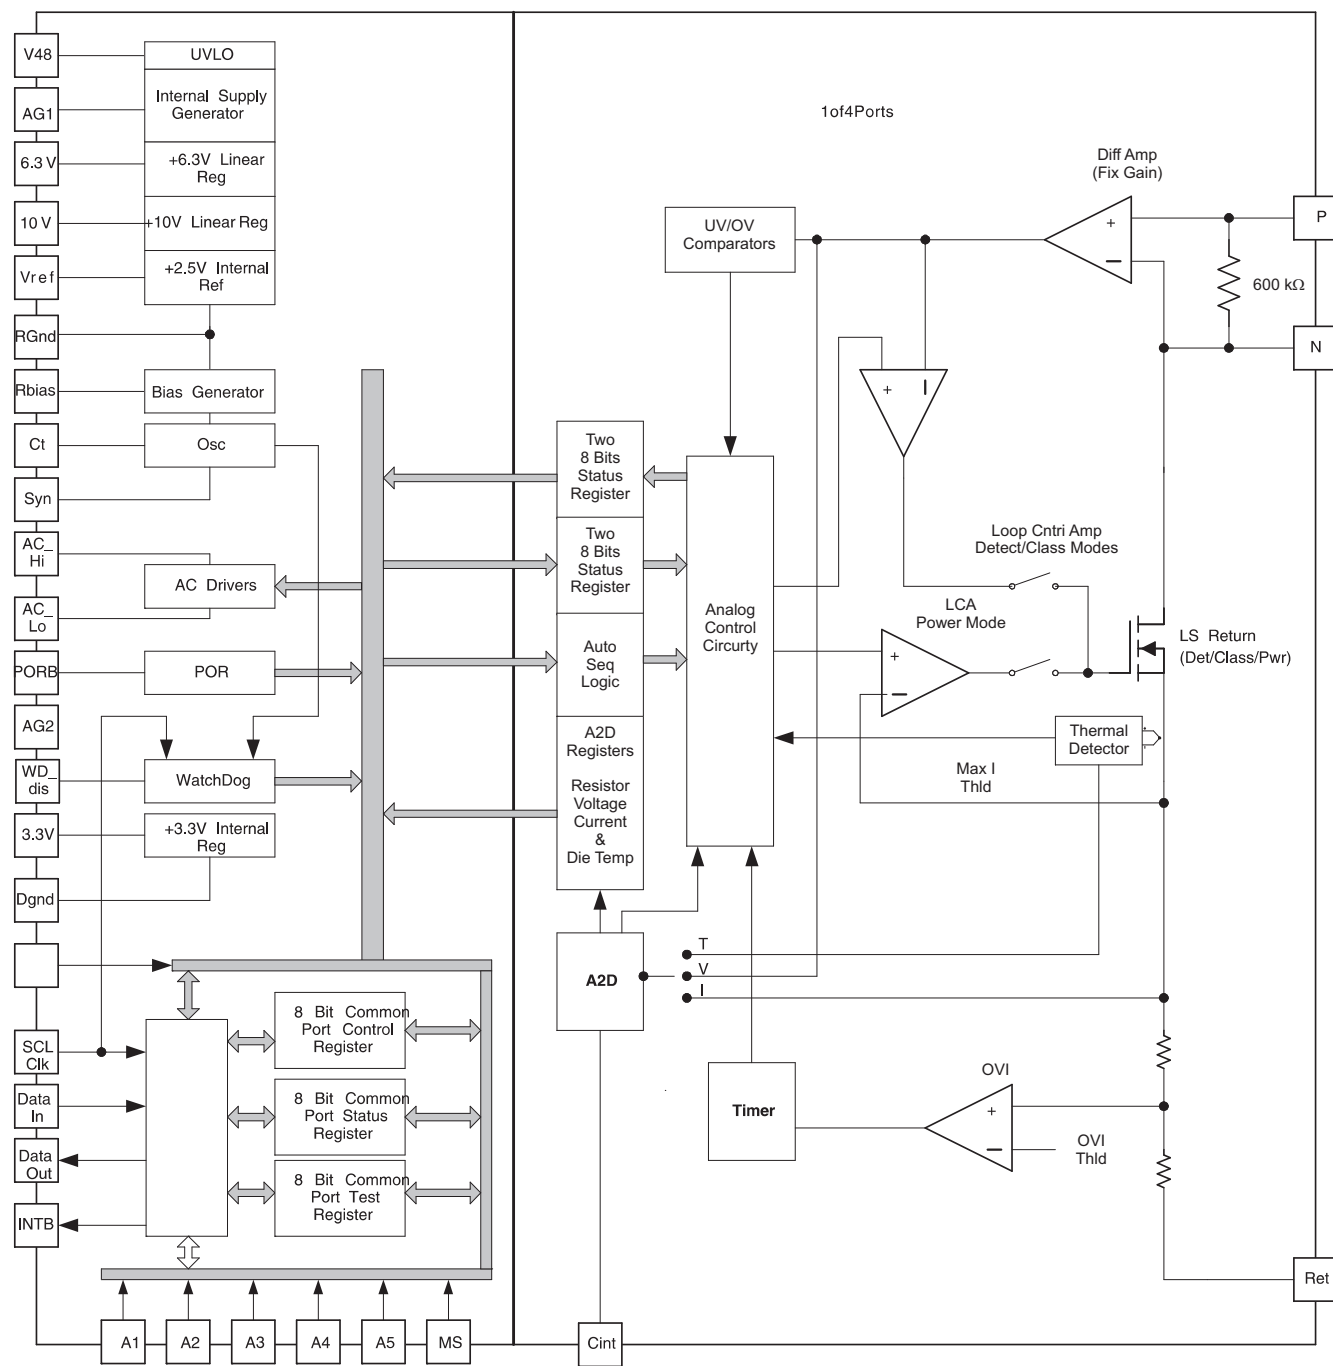 V48
UVLO
AG1
Internal Supply
Generator
6.3 V
+6.3V Linear
Reg
10 V
+10V Linear Reg
Vref
+2.5V Internal
Ref
RGnd
Rbias
Bias Generator
Ct
Osc
Syn
AC_
Hi
AC Drivers
AC_
Lo
PORB
POR
AG2
WD_
dis
WatchDog
3.3V
+3.3V Internal
Reg
Dgnd
SCL
Clk
Data
In
Data
Out
INTB
8 Bit Common
Port Control
Register
8 Bit Common
Port Status
Register
8 Bit Common
Port Test
Register
A1
A2
A3
A4
A5
MS
1of4Ports
Diff Amp
(Fix Gain)
+
−
P
600 kΩ
N
UV/OV
Comparators
+
−
Two
8 Bits
Status
Register
Two
8 Bits
Status
Register
Auto
Seq
Logic
A2D
Registers
Resistor
Voltage
Current
&
Die Temp
Analog
Control
Circurty
Loop Cntrl Amp
Detect/Class Modes
LCA
Power Mode
+
−
LS Return
(Det/Class/Pwr)
Thermal
Detector
Max I
Thld
A2D
T
V
I
Timer
OVI
+
−
OVI
Thld
Ret
Cint